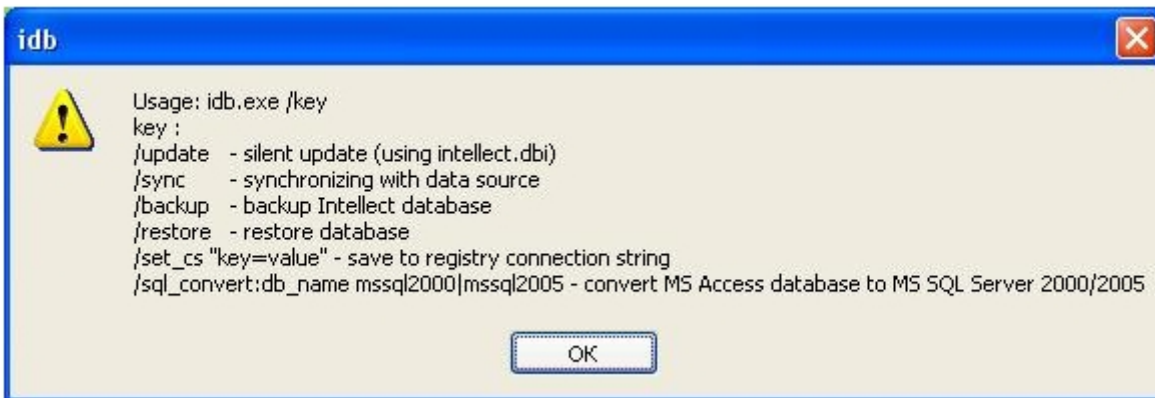 idb
Usage: idb.exe /key
key :
/update - silent update (using intellect.dbi)
/sync - synchronizing with data source
/backup - backup Intellect database
/restore - restore database
/set_cs "key=value" - save to registry connection string
/sql_convert:db_name mssql2000|mssql2005 - convert MS Access database to MS SQL Server 2000/2005
OK